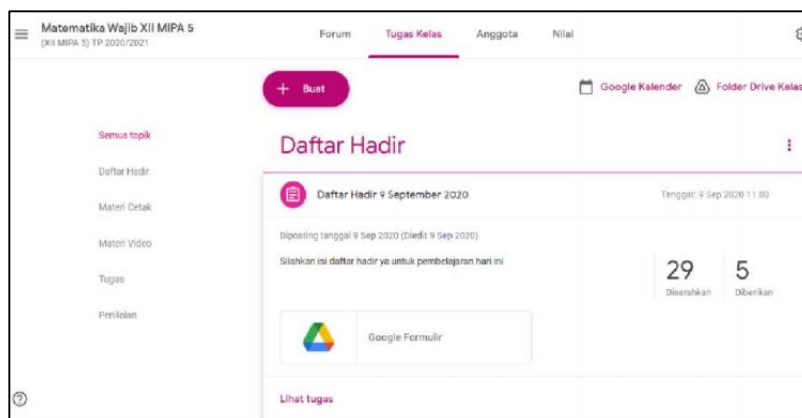 Matematika Wajib XII MIPA 5
(XII MIPA 5) TP 2020/2021
Forum
Tugas Kelas
Anggota
Nilai
+ Buat
Google Kalender
Folder Drive Kelas
Semua topik
Daftar Hadir
Materi Cetak
Materi Video
Tugas
Penilaian
Daftar Hadir
Daftar Hadir 9 September 2020
Tenggat: 9 Sep 2020 11.00
Diposting tanggal 9 Sep 2020 (Diedit 9 Sep 2020)
Silahkan isi daftar hadir ya untuk pembelajaran hari ini
29
Diserahkan
5
Diberikan
Google Formulir
Lihat tugas